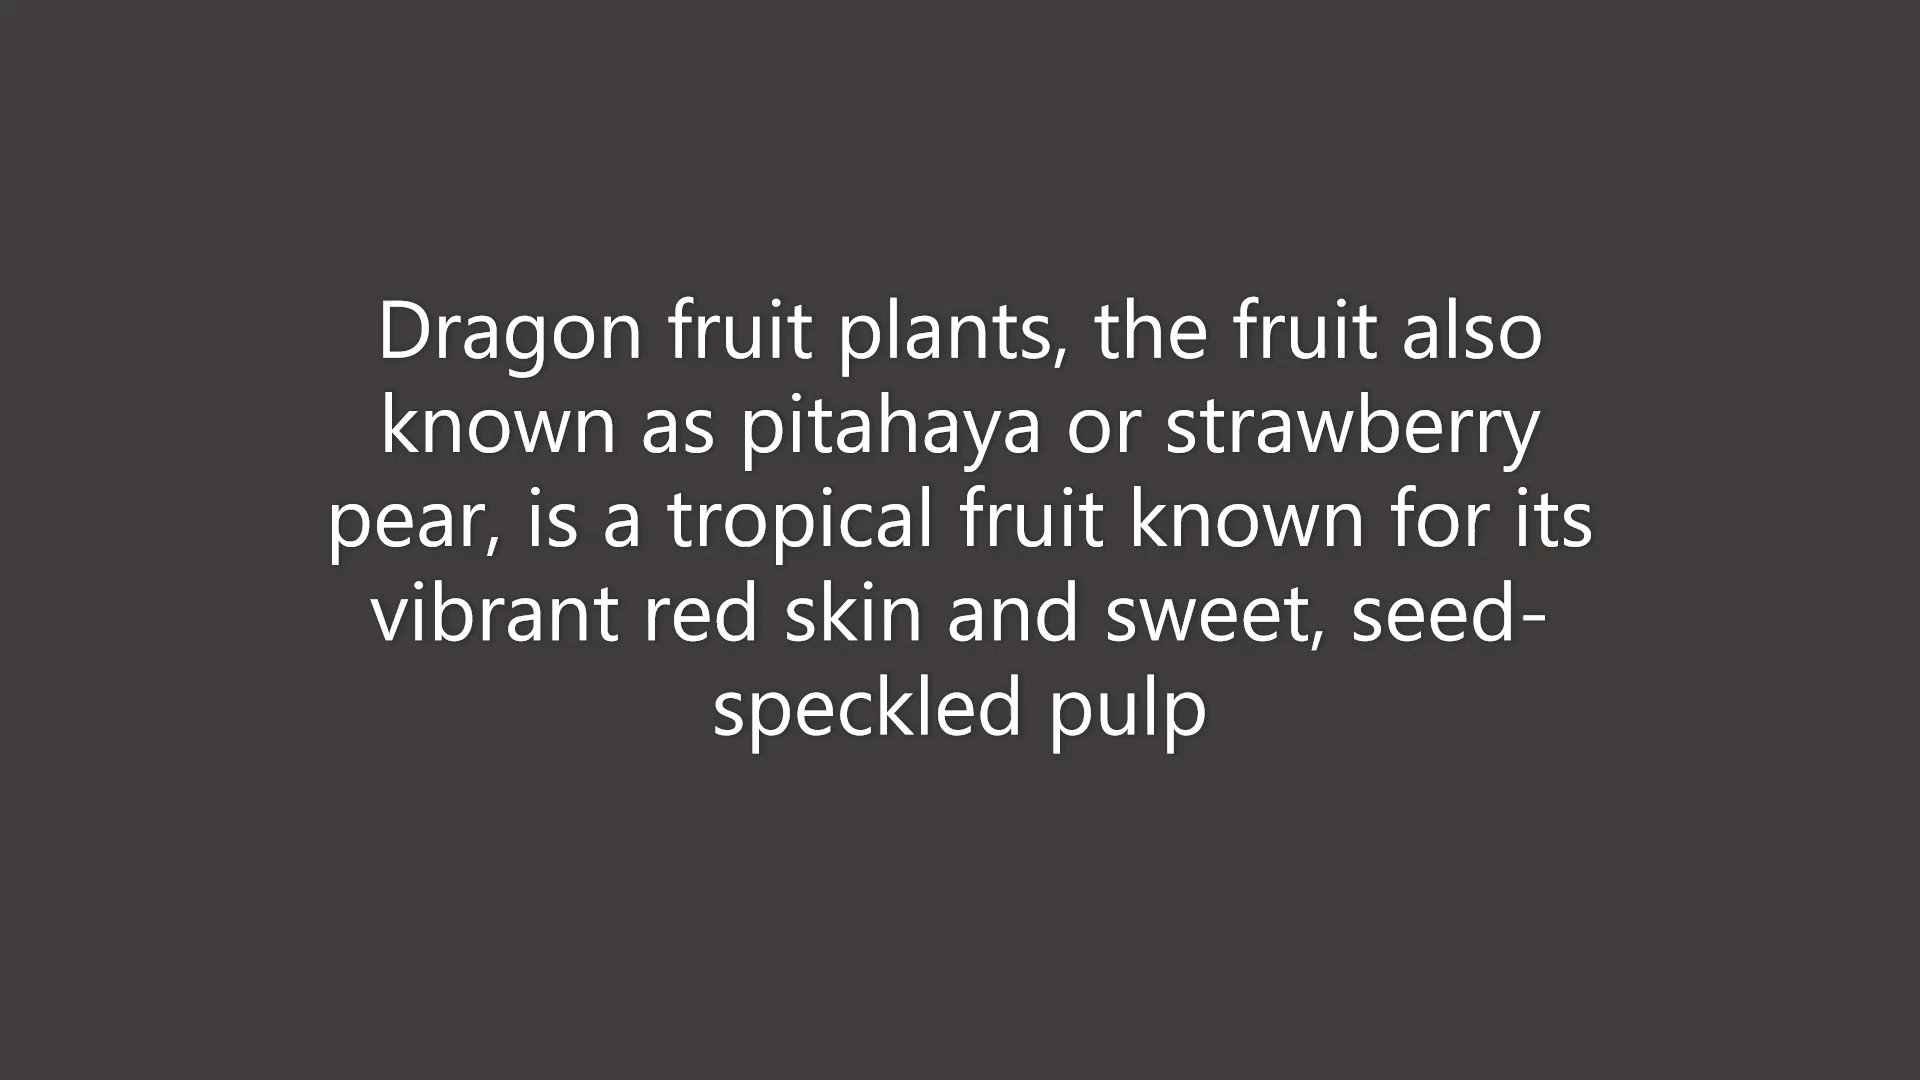 Dragon fruit plants, the fruit also
known as pitahaya or strawberry
pear, is a tropical fruit known for its
vibrant red skin and sweet, seed-
speckled pulp